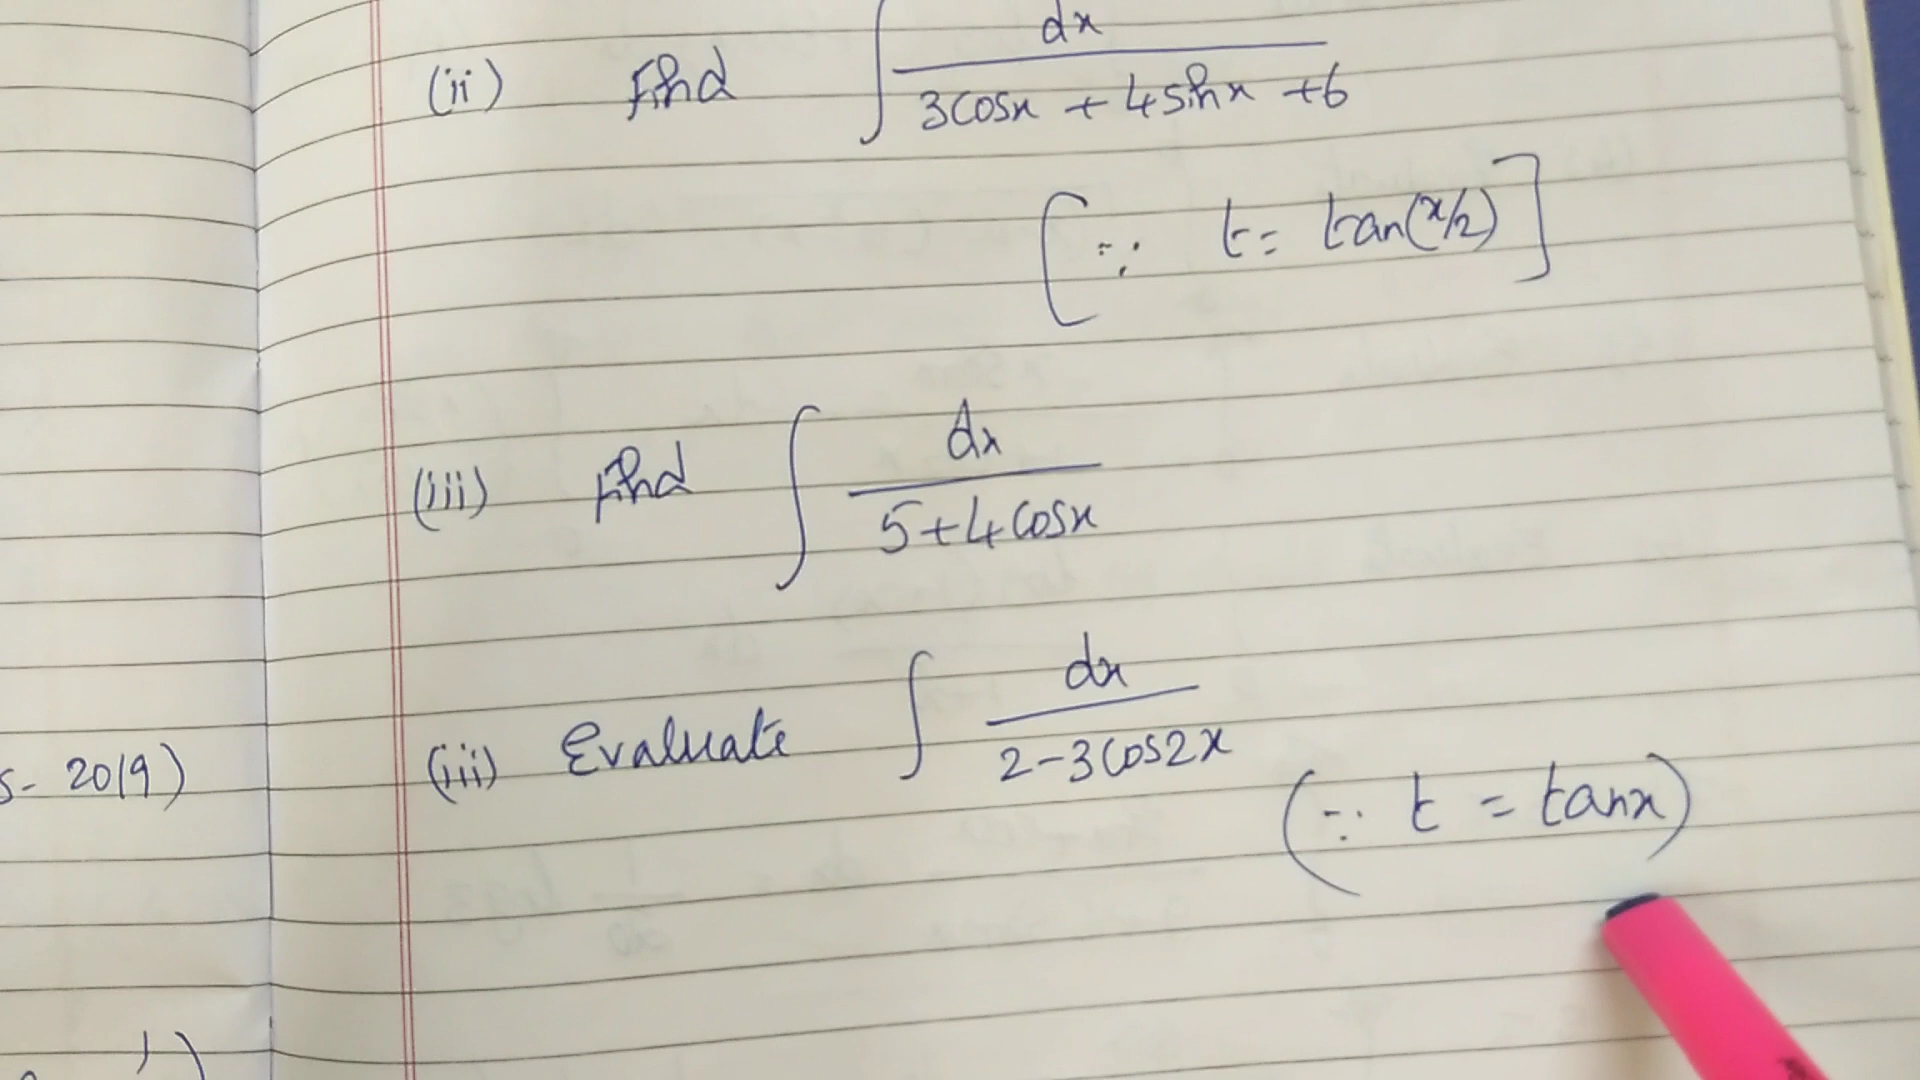 (ii) Find ∫ dx / (3cosx + 4sinx + 6)
[∵ t = tan(x/2)]
(iii) Find ∫ dx / (5+4cosx)
(iii) Evaluate ∫ dx / (2-3cos2x)
(∵ t = tanx)
- 2019)